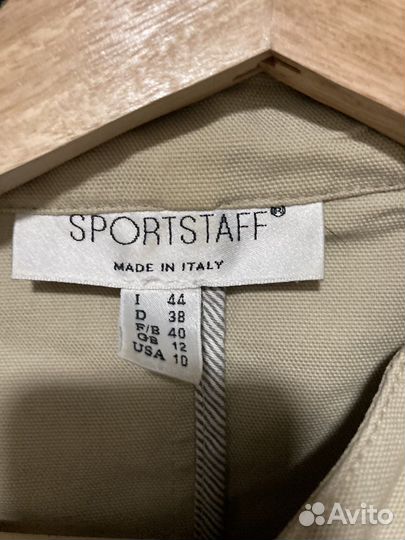 SPORTSTAFF®
MADE IN ITALY
I 44
D 38
F/B 40
GB 12
USA 10
Avito